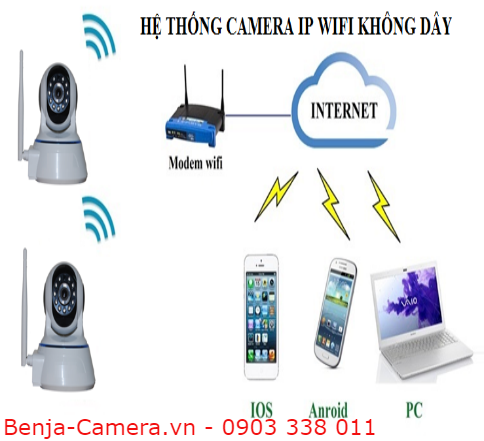 HỆ THỐNG CAMERA IP WIFI KHÔNG DÂY
INTERNET
Modem wifi
VAIO
IOS Anroid PC
Benja-Camera.vn - 0903 338 011